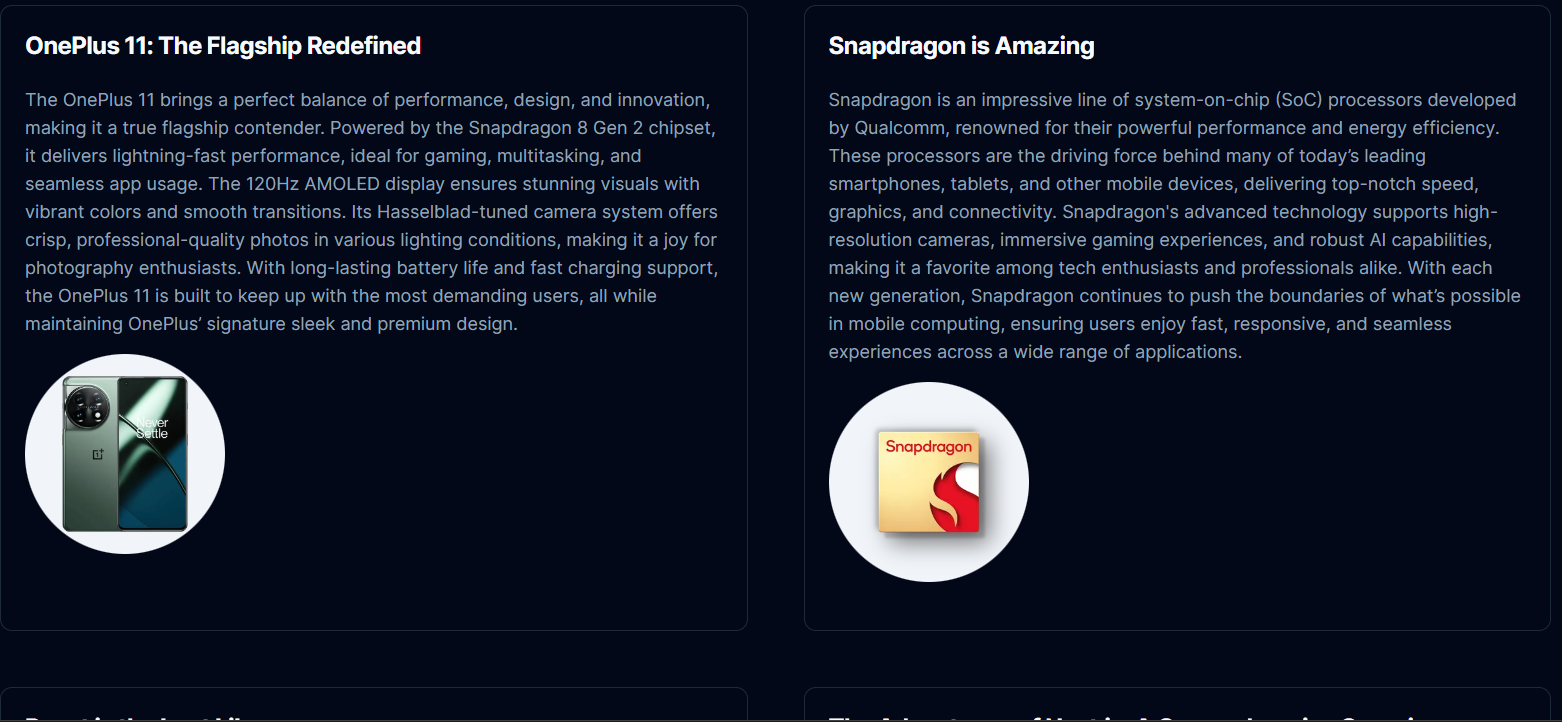 OnePlus 11: The Flagship Redefined
The OnePlus 11 brings a perfect balance of performance, design, and innovation,
making it a true flagship contender. Powered by the Snapdragon 8 Gen 2 chipset,
it delivers lightning-fast performance, ideal for gaming, multitasking, and
seamless app usage. The 120Hz AMOLED display ensures stunning visuals with
vibrant colors and smooth transitions. Its Hasselblad-tuned camera system offers
crisp, professional-quality photos in various lighting conditions, making it a joy for
photography enthusiasts. With long-lasting battery life and fast charging support,
the OnePlus 11 is built to keep up with the most demanding users, all while
maintaining OnePlus’ signature sleek and premium design.
Never
Settle
Snapdragon is Amazing
Snapdragon is an impressive line of system-on-chip (SoC) processors developed
by Qualcomm, renowned for their powerful performance and energy efficiency.
These processors are the driving force behind many of today’s leading
smartphones, tablets, and other mobile devices, delivering top-notch speed,
graphics, and connectivity. Snapdragon's advanced technology supports high-
resolution cameras, immersive gaming experiences, and robust AI capabilities,
making it a favorite among tech enthusiasts and professionals alike. With each
new generation, Snapdragon continues to push the boundaries of what’s possible
in mobile computing, ensuring users enjoy fast, responsive, and seamless
experiences across a wide range of applications.
Snapdragon